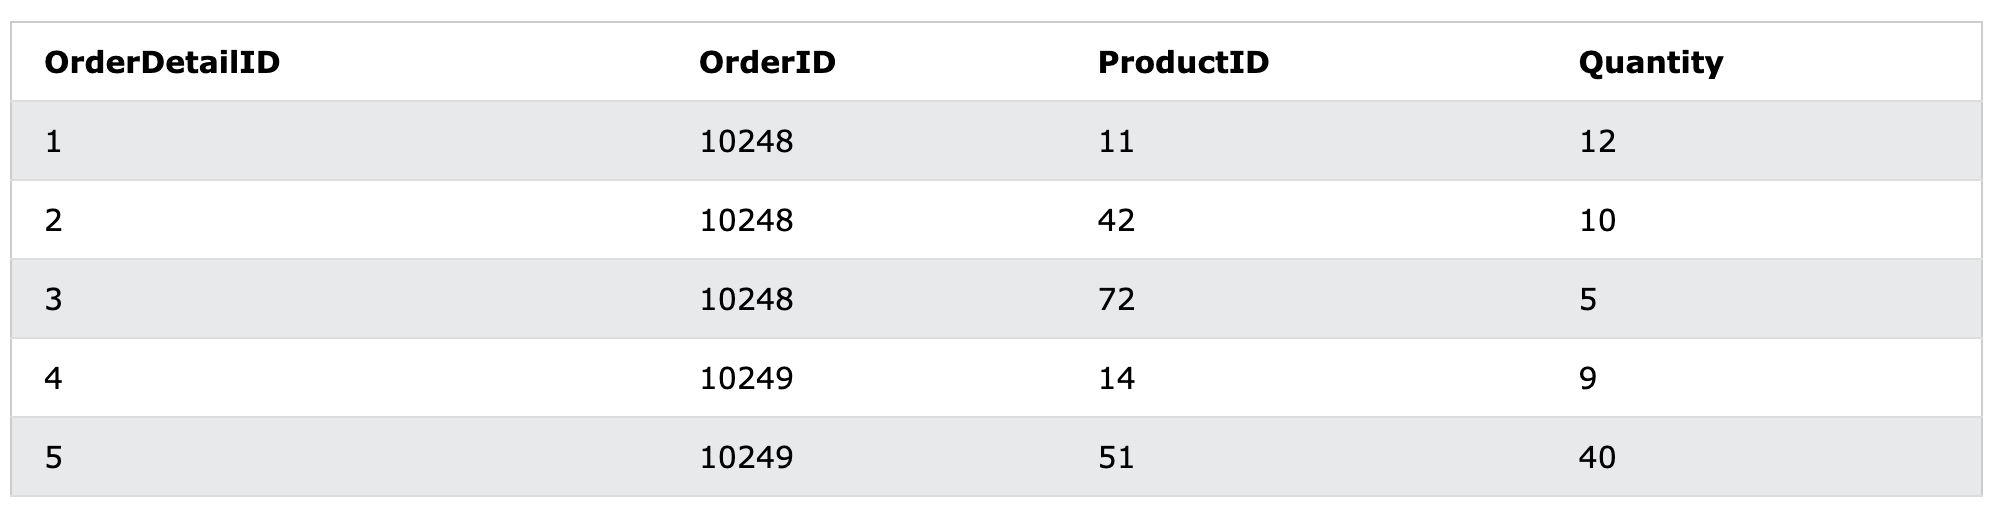 OrderDetailID OrderID ProductID Quantity
1 10248 11 12
2 10248 42 10
3 10248 72 5
4 10249 14 9
5 10249 51 40